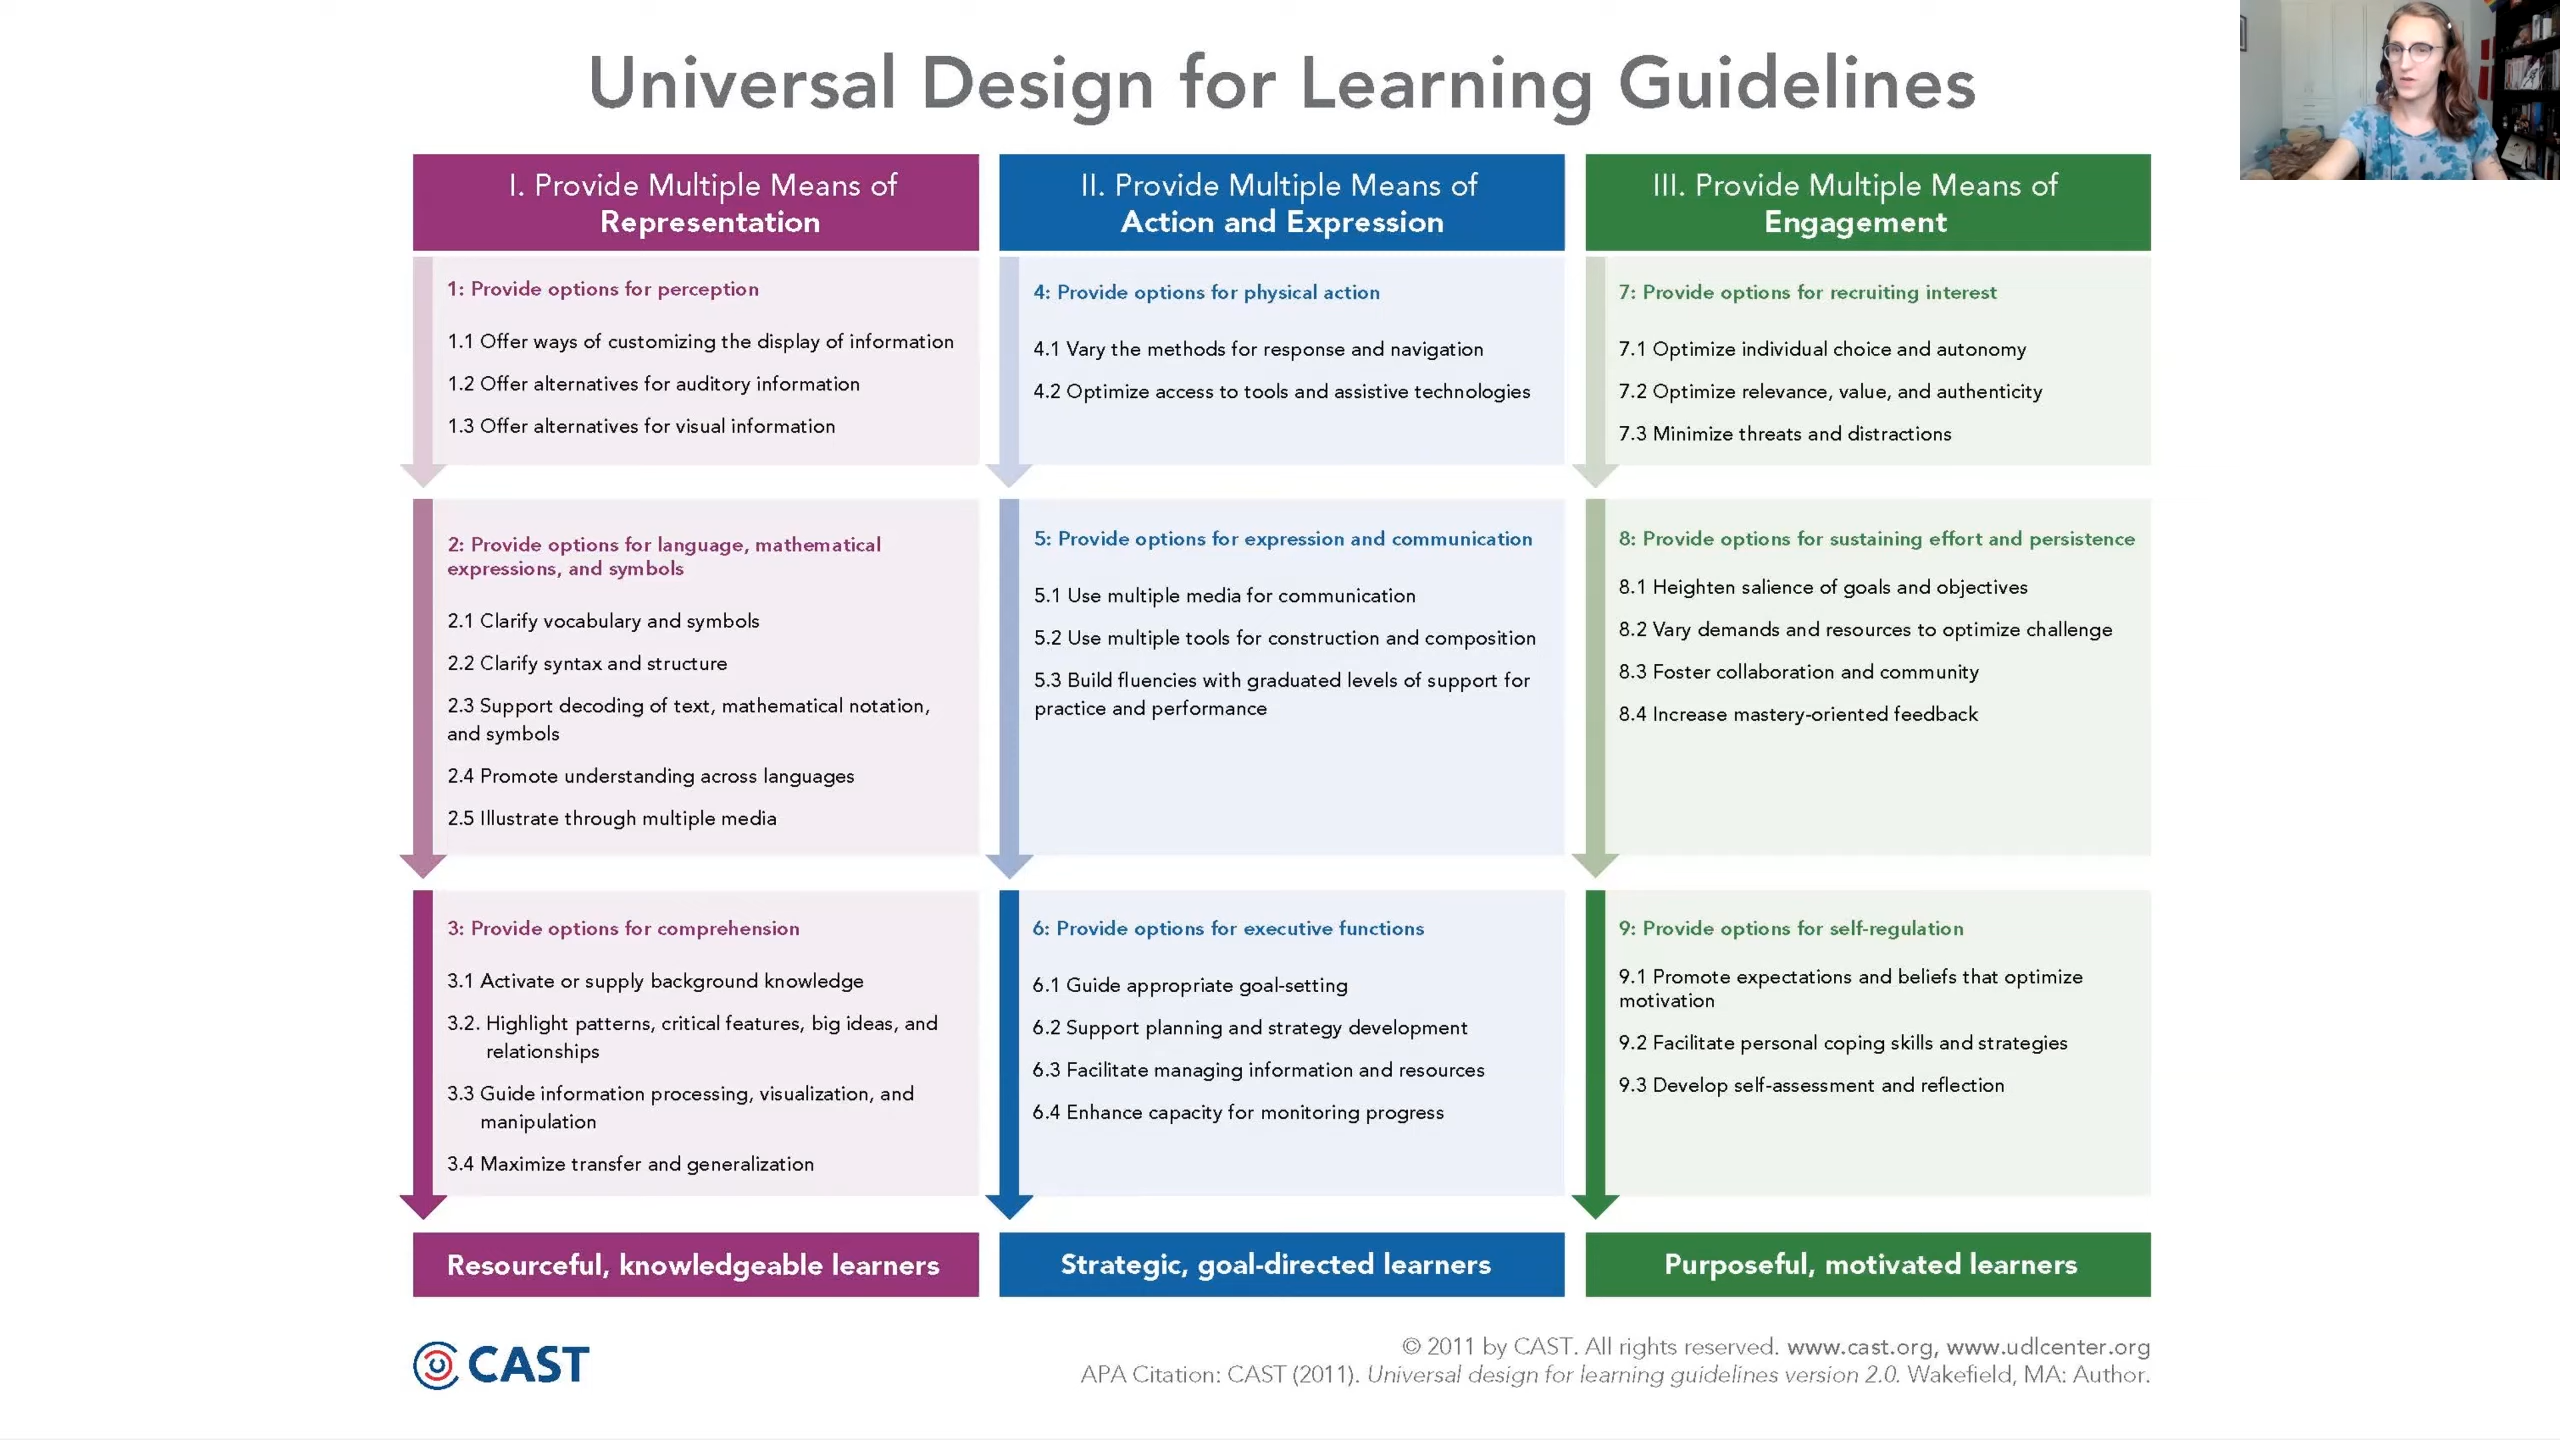 Universal Design for Learning Guidelines
I. Provide Multiple Means of
Representation
1: Provide options for perception
1.1 Offer ways of customizing the display of information
1.2 Offer alternatives for auditory information
1.3 Offer alternatives for visual information
2: Provide options for language, mathematical
expressions, and symbols
2.1 Clarify vocabulary and symbols
2.2 Clarify syntax and structure
2.3 Support decoding of text, mathematical notation,
and symbols
2.4 Promote understanding across languages
2.5 Illustrate through multiple media
3: Provide options for comprehension
3.1 Activate or supply background knowledge
3.2. Highlight patterns, critical features, big ideas, and
relationships
3.3 Guide information processing, visualization, and
manipulation
3.4 Maximize transfer and generalization
Resourceful, knowledgeable learners
II. Provide Multiple Means of
Action and Expression
4: Provide options for physical action
4.1 Vary the methods for response and navigation
4.2 Optimize access to tools and assistive technologies
5: Provide options for expression and communication
5.1 Use multiple media for communication
5.2 Use multiple tools for construction and composition
5.3 Build fluencies with graduated levels of support for
practice and performance
6: Provide options for executive functions
6.1 Guide appropriate goal-setting
6.2 Support planning and strategy development
6.3 Facilitate managing information and resources
6.4 Enhance capacity for monitoring progress
Strategic, goal-directed learners
III. Provide Multiple Means of
Engagement
7: Provide options for recruiting interest
7.1 Optimize individual choice and autonomy
7.2 Optimize relevance, value, and authenticity
7.3 Minimize threats and distractions
8: Provide options for sustaining effort and persistence
8.1 Heighten salience of goals and objectives
8.2 Vary demands and resources to optimize challenge
8.3 Foster collaboration and community
8.4 Increase mastery-oriented feedback
9: Provide options for self-regulation
9.1 Promote expectations and beliefs that optimize
motivation
9.2 Facilitate personal coping skills and strategies
9.3 Develop self-assessment and reflection
Purposeful, motivated learners
CAST
© 2011 by CAST. All rights reserved. www.cast.org, www.udlcenter.org
APA Citation: CAST (2011). Universal design for learning guidelines version 2.0. Wakefield, MA: Author.